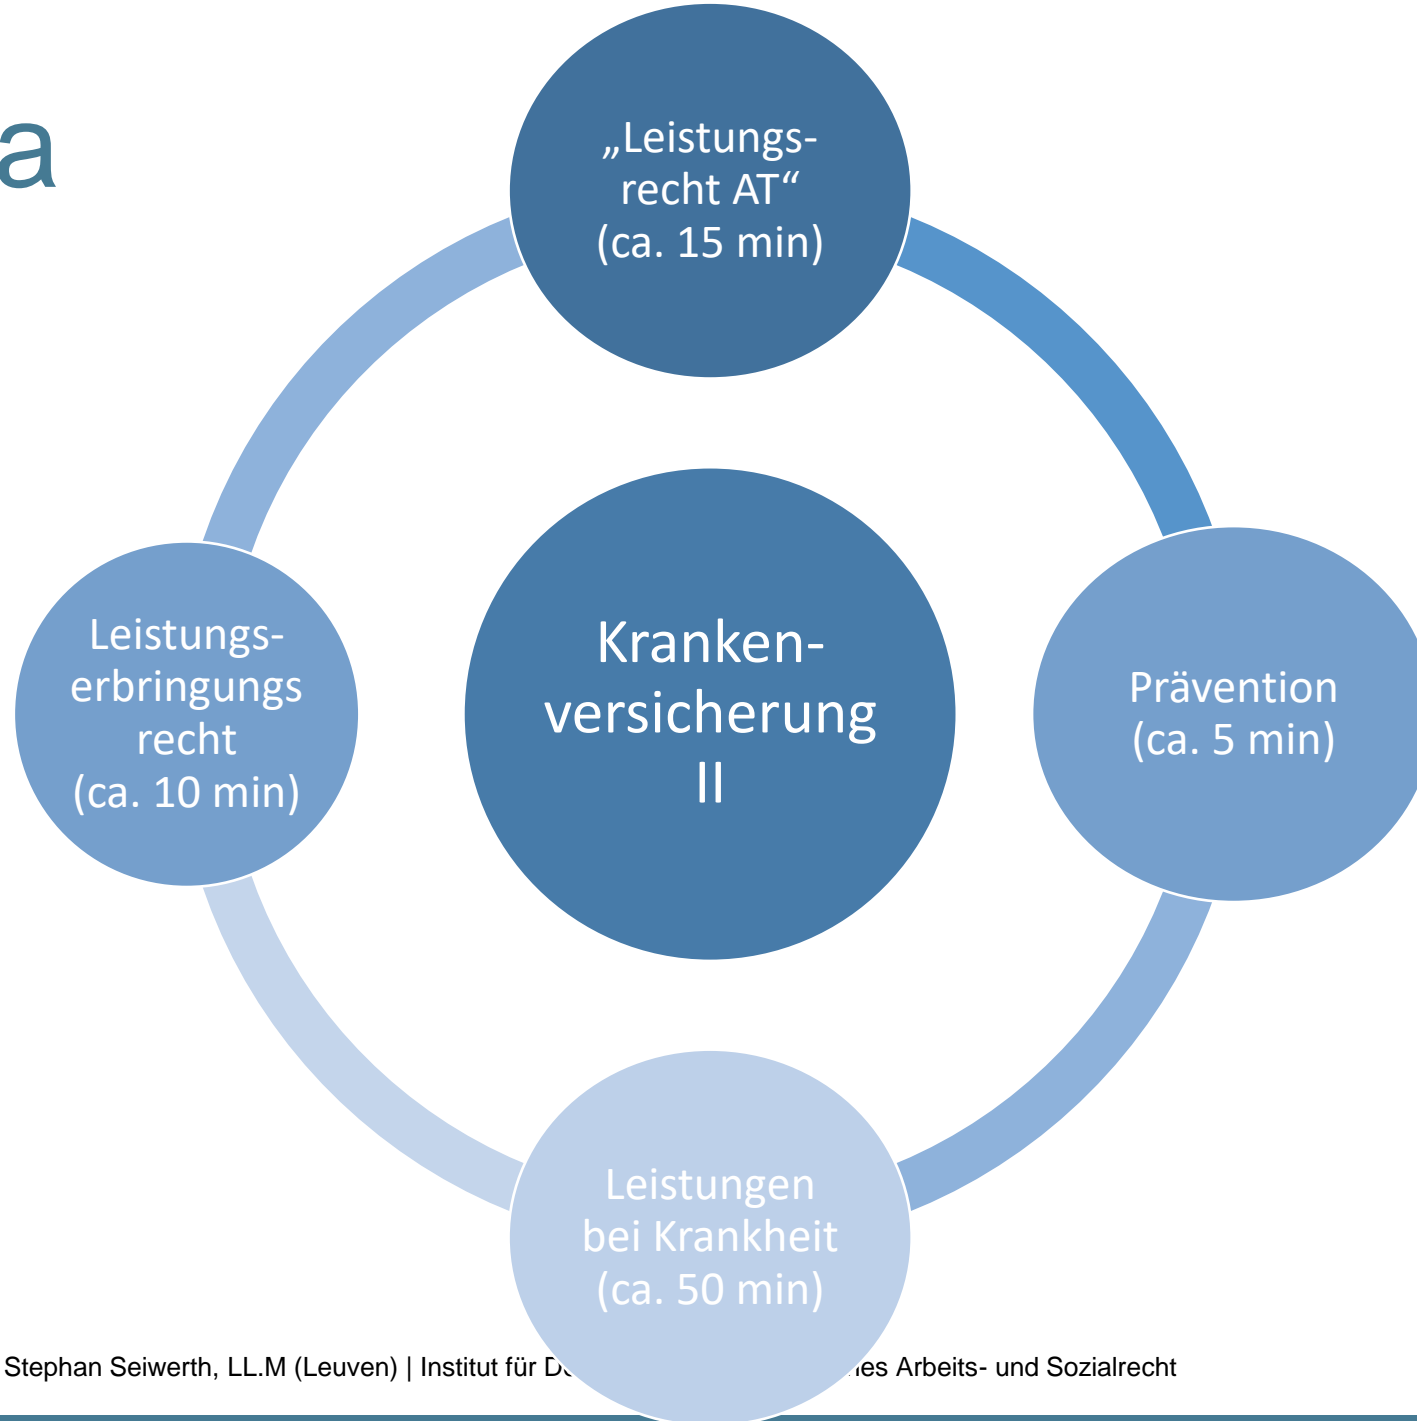 a
„Leistungs-
recht AT“
(ca. 15 min)
Leistungs-
erbringungs
recht
(ca. 10 min)
Kranken-
versicherung
II
Prävention
(ca. 5 min)
Leistungen
bei Krankheit
(ca. 50 min)
Stephan Seiwerth, LL.M (Leuven) | Institut für Arbeits- und Sozialrecht